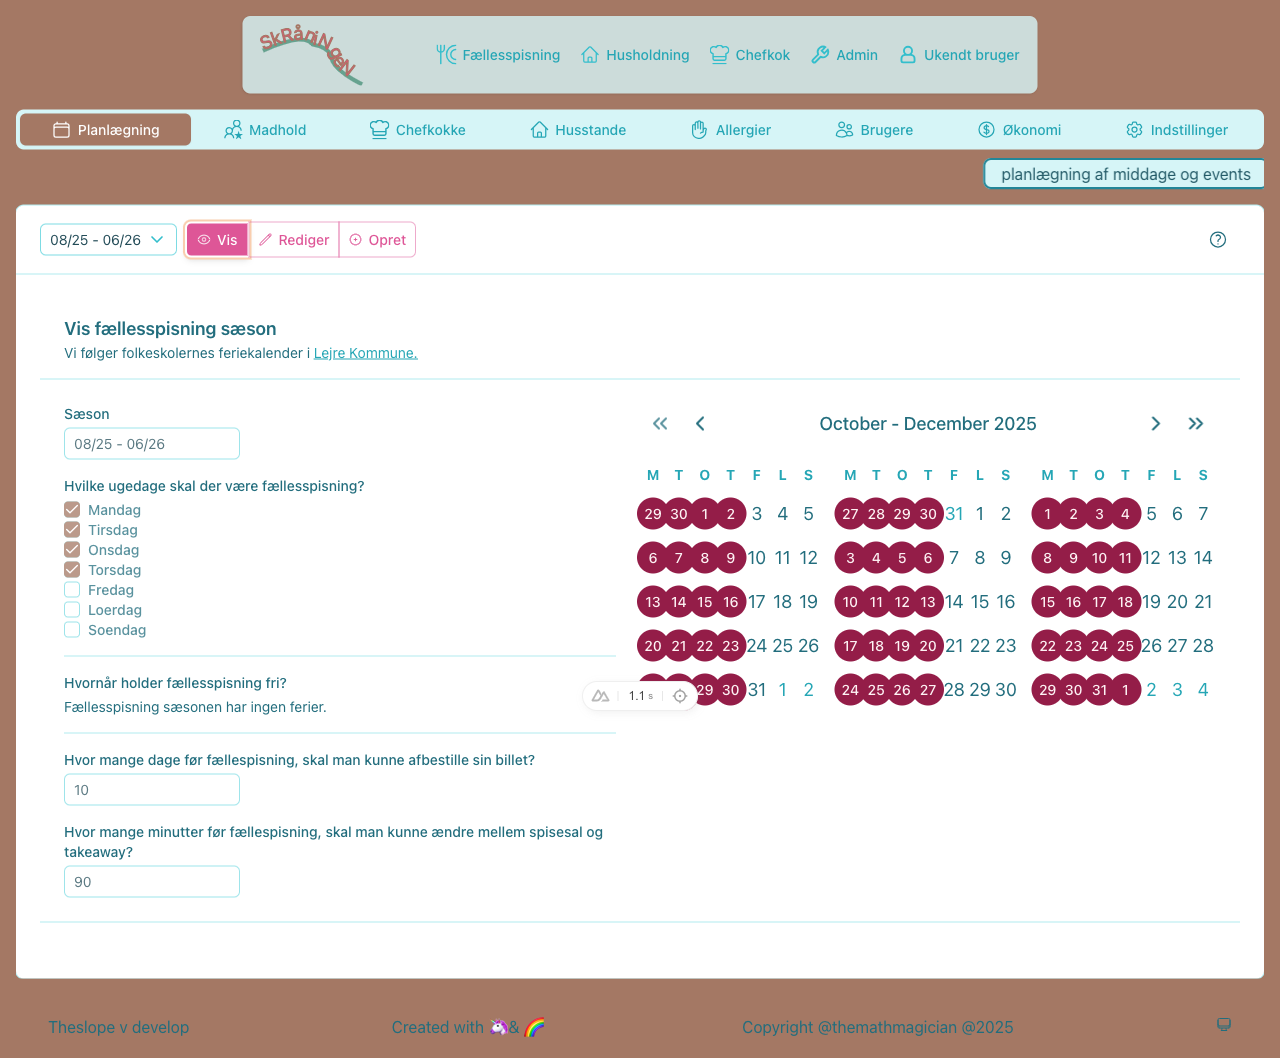 SkRåNiNGeN
Fællesspisning Husholdning Chefkok Admin Ukendt bruger
Planlægning Madhold Chefkokke Husstande Allergier Brugere Økonomi Indstillinger
planlægning af middage og events
08/25 - 06/26 Vis Rediger Opret
Vis fællesspisning sæson
Vi følger folkeskolernes feriekalender i Lejre Kommune.
Sæson
08/25 - 06/26
Hvilke ugedage skal der være fællesspisning?
Mandag
Tirsdag
Onsdag
Torsdag
Fredag
Loerdag
Soendag
Hvornår holder fællesspisning fri?
Fællesspisning sæsonen har ingen ferier.
Hvor mange dage før fællespisning, skal man kunne afbestille sin billet?
10
Hvor mange minutter før fællespisning, skal man kunne ændre mellem spisesal og
takeaway?
90
October - December 2025
M T O T F L S M T O T F L S M T O T F L S
29 30 1 2 3 4 5 27 28 29 30 31 1 2 1 2 3 4 5 6 7
6 7 8 9 10 11 12 3 4 5 6 7 8 9 8 9 10 11 12 13 14
13 14 15 16 17 18 19 10 11 12 13 14 15 16 15 16 17 18 19 20 21
20 21 22 23 24 25 26 17 18 19 20 21 22 23 22 23 24 25 26 27 28
29 30 31 1 2 24 25 26 27 28 29 30 29 30 31 1 2 3 4
1.1 s
Theslope v develop Created with 🦄& 🌈 Copyright @themathmagician @2025